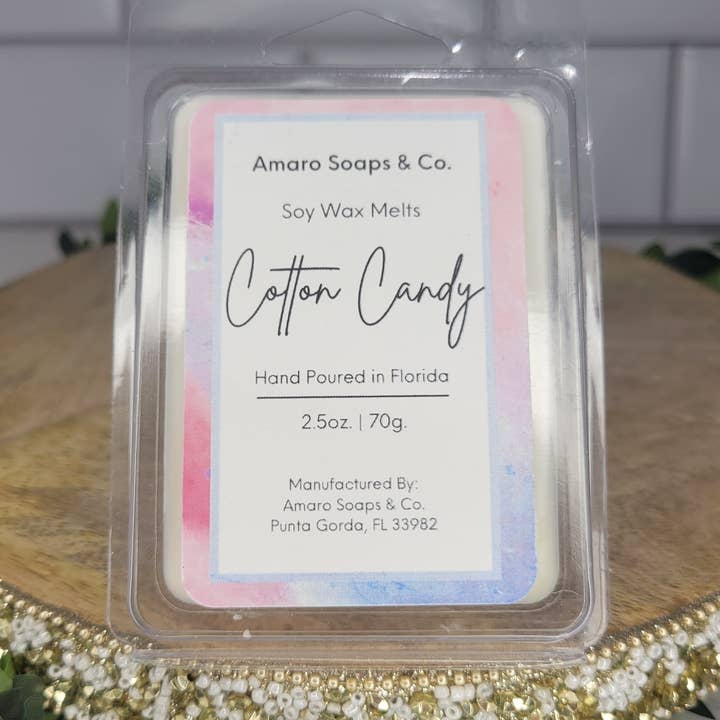 Amaro Soaps & Co.
Soy Wax Melts
Cotton Candy
Hand Poured in Florida
2.5oz. | 70g.
Manufactured By:
Amaro Soaps & Co.
Punta Gorda, FL 33982